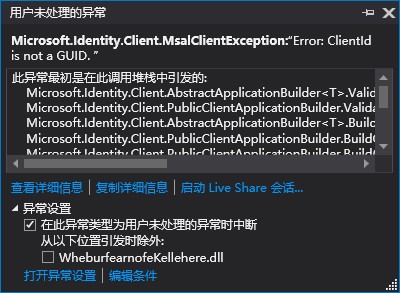 用户未处理的异常
Microsoft.Identity.Client.MsalClientException:“Error: ClientId
is not a GUID. ”
此异常最初是在此调用堆栈中引发的:
Microsoft.Identity.Client.AbstractApplicationBuilder<T>.Valid
Microsoft.Identity.Client.PublicClientApplicationBuilder.Valida
Microsoft.Identity.Client.AbstractApplicationBuilder<T>.Build
Microsoft.Identity.Client.PublicClientApplicationBuilder.BuildC
Microsoft.Identity.Client.PublicClientApplicationBuilder.Build
查看详细信息 | 复制详细信息 | 启动 Live Share 会话...
异常设置
在此异常类型为用户未处理的异常时中断
从以下位置引发时除外:
WheburfearnofeKellehere.dll
打开异常设置 | 编辑条件